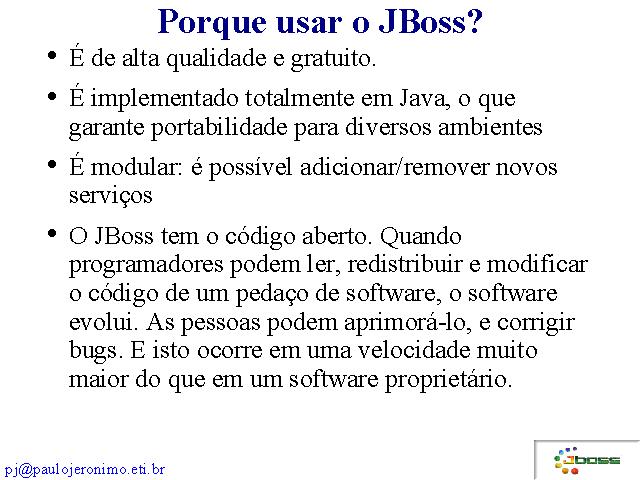 Porque usar o JBoss?
• É de alta qualidade e gratuito.
• É implementado totalmente em Java, o que
garante portabilidade para diversos ambientes
• É modular: é possível adicionar/remover novos
serviços
• O JBoss tem o código aberto. Quando
programadores podem ler, redistribuir e modificar
o código de um pedaço de software, o software
evolui. As pessoas podem aprimorá-lo, e corrigir
bugs. E isto ocorre em uma velocidade muito
maior do que em um software proprietário.
pj@paulojeronimo.eti.br
JBoss